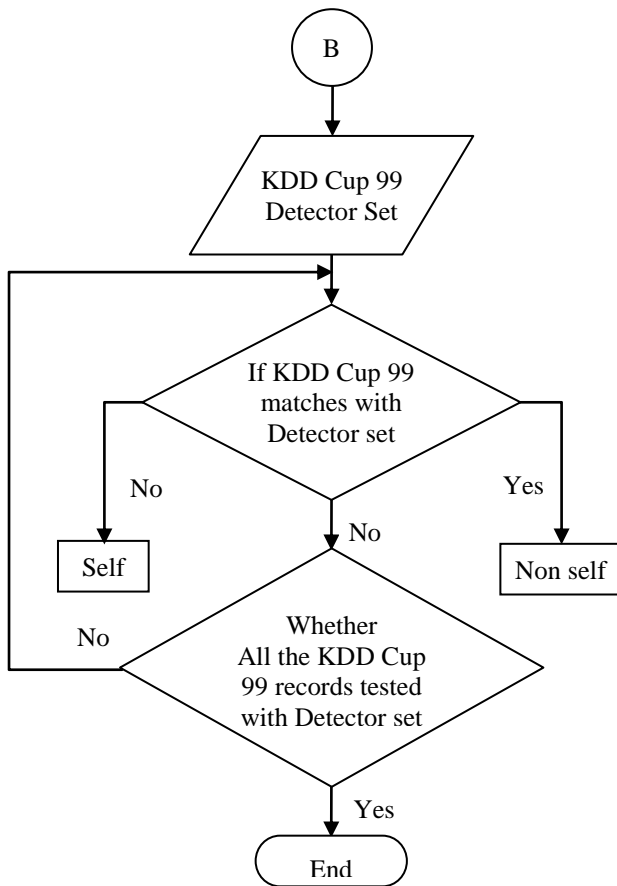 B
KDD Cup 99
Detector Set
If KDD Cup 99
matches with
Detector set
No
Yes
No
Self
Non self
No
Whether
All the KDD Cup
99 records tested
with Detector set
Yes
End